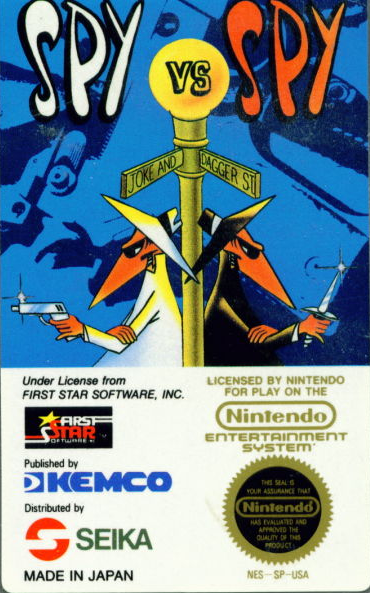 SPY VS SPY
JOKE AND DAGGER ST
Under License from
FIRST STAR SOFTWARE, INC.
FIRST
STAR
SOFTWARE
Published by
KEMCO
Distributed by
SEIKA
MADE IN JAPAN
LICENSED BY NINTENDO
FOR PLAY ON THE
Nintendo
ENTERTAINMENT
SYSTEM
THIS SEAL IS
YOUR ASSURANCE THAT
Nintendo
HAS EVALUATED AND
APPROVED THE
QUALITY OF THIS
PRODUCT.
NES-SP-USA